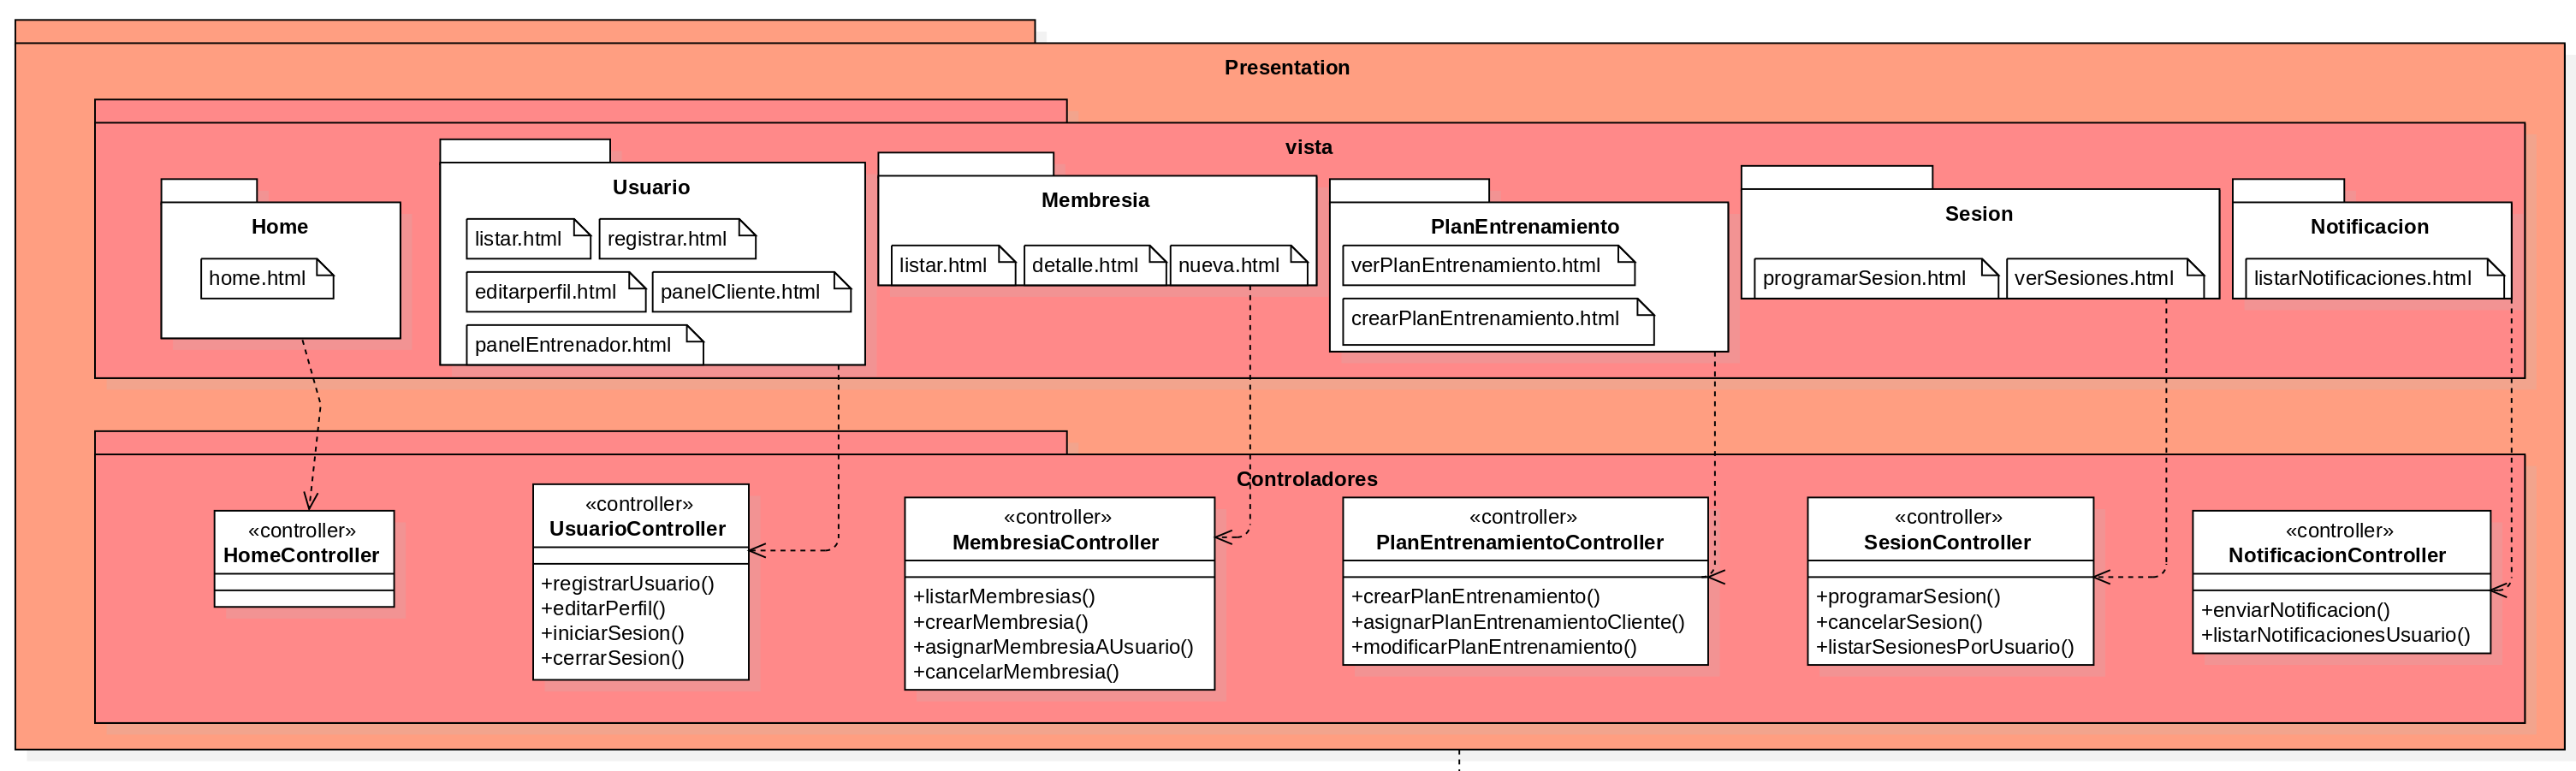 Presentation
vista
Home
home.html
Usuario
listar.html
registrar.html
editarperfil.html
panelCliente.html
panelEntrenador.html
Membresia
listar.html
detalle.html
nueva.html
PlanEntrenamiento
verPlanEntrenamiento.html
crearPlanEntrenamiento.html
Sesion
programarSesion.html
verSesiones.html
Notificacion
listarNotificaciones.html
Controladores
«controller»
HomeController
«controller»
UsuarioController
+registrarUsuario()
+editarPerfil()
+iniciarSesion()
+cerrarSesion()
«controller»
MembresiaController
+listarMembresias()
+crearMembresia()
+asignarMembresiaAUsuario()
+cancelarMembresia()
«controller»
PlanEntrenamientoController
+crearPlanEntrenamiento()
+asignarPlanEntrenamientoCliente()
+modificarPlanEntrenamiento()
«controller»
SesionController
+programarSesion()
+cancelarSesion()
+listarSesionesPorUsuario()
«controller»
NotificacionController
+enviarNotificacion()
+listarNotificacionesUsuario()